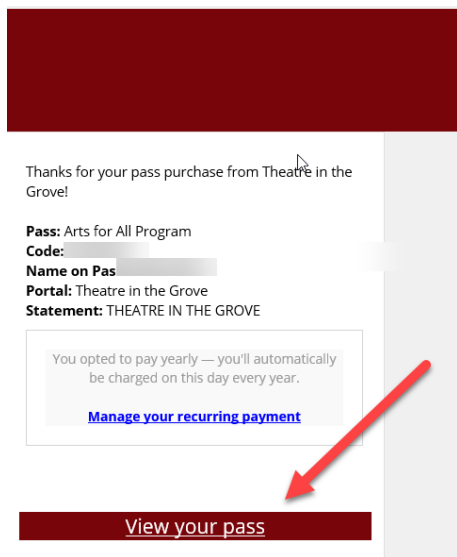 Thanks for your pass purchase from Theatre in the
Grove!
Pass: Arts for All Program
Code:
Name on Pas
Portal: Theatre in the Grove
Statement: THEATRE IN THE GROVE
You opted to pay yearly — you'll automatically
be charged on this day every year.
Manage your recurring payment
View your pass